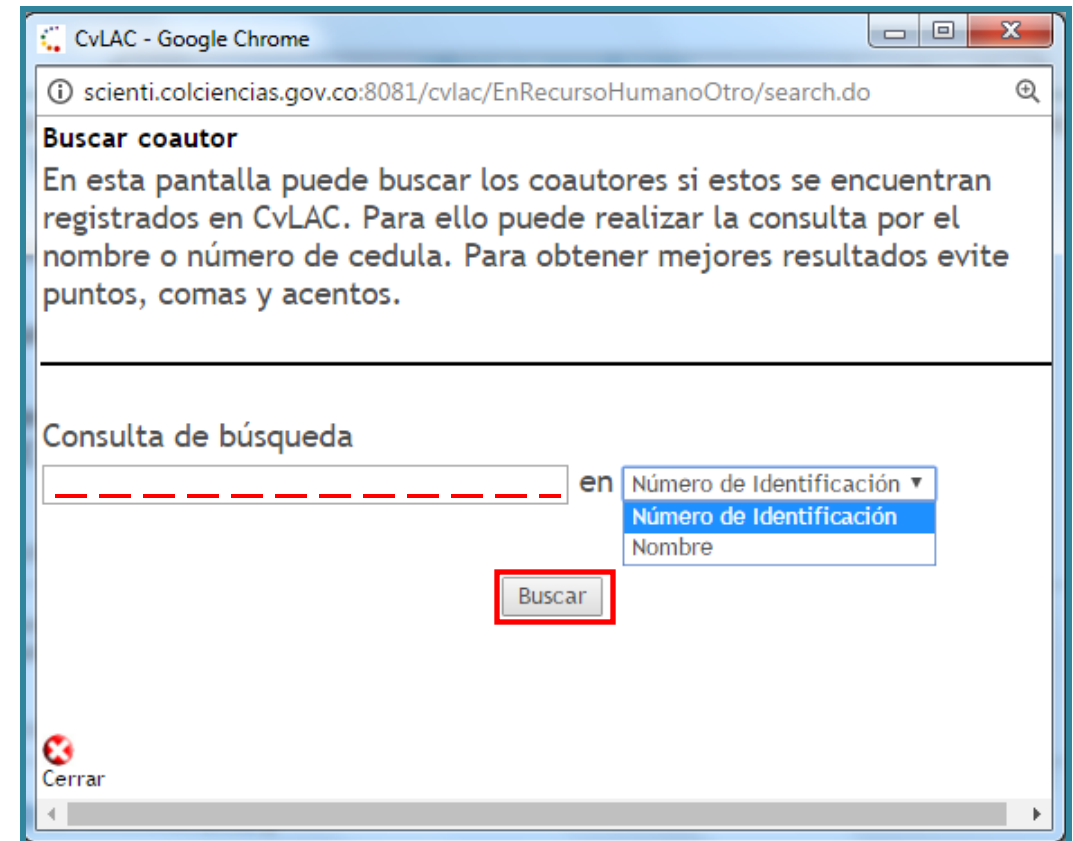 CvLAC - Google Chrome
scienti.colciencias.gov.co:8081/cvlac/EnRecursoHumanoOtro/search.do
Buscar coautor
En esta pantalla puede buscar los coautores si estos se encuentran
registrados en CvLAC. Para ello puede realizar la consulta por el
nombre o número de cedula. Para obtener mejores resultados evite
puntos, comas y acentos.
Consulta de búsqueda
en Número de Identificación
Número de Identificación
Nombre
Buscar
Cerrar